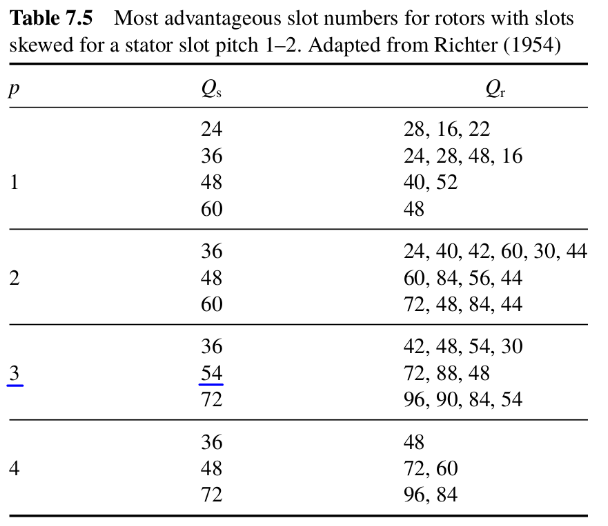 Table 7.5 Most advantageous slot numbers for rotors with slots
skewed for a stator slot pitch 1–2. Adapted from Richter (1954)
p Qs Qr
24 28, 16, 22
36 24, 28, 48, 16
1 48 40, 52
60 48
36 24, 40, 42, 60, 30, 44
2 48 60, 84, 56, 44
60 72, 48, 84, 44
36 42, 48, 54, 30
3 54 72, 88, 48
72 96, 90, 84, 54
36 48
4 48 72, 60
72 96, 84